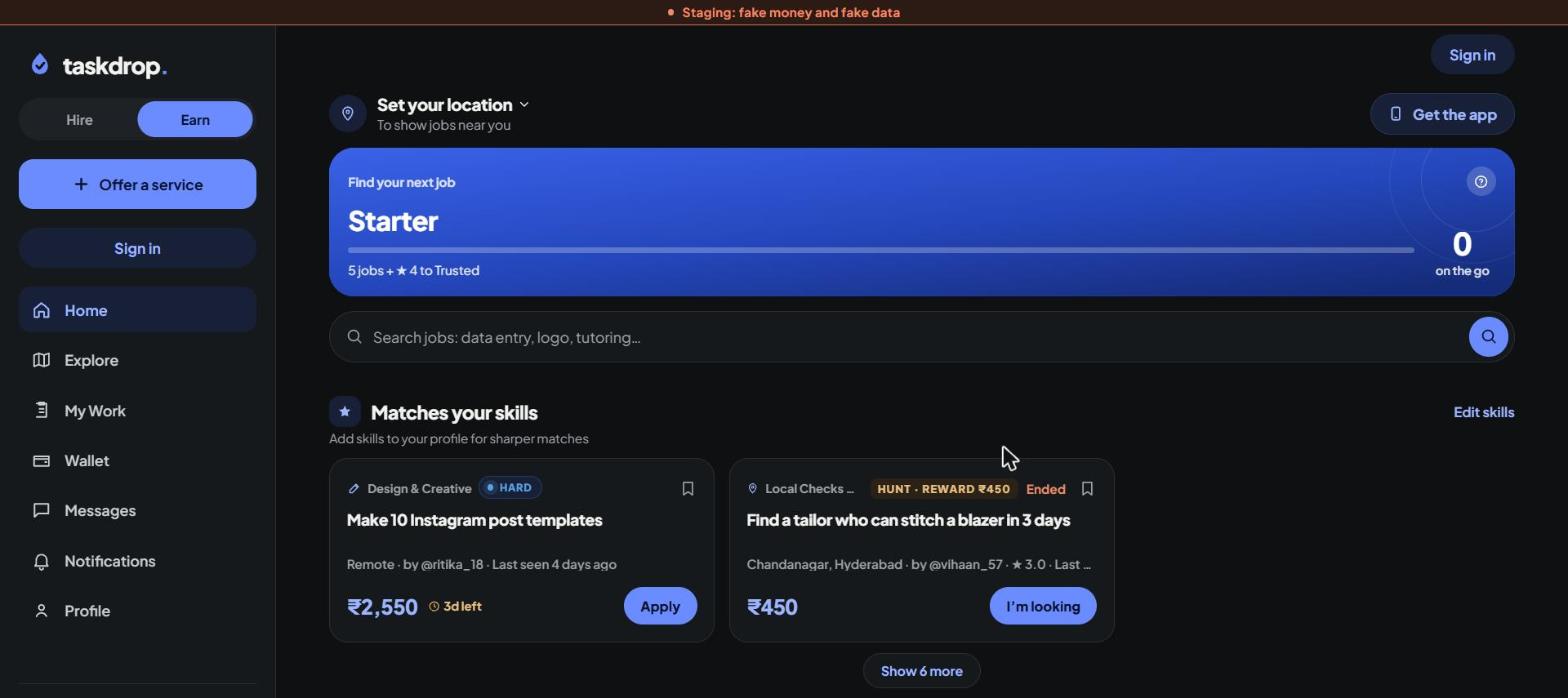 Staging: fake money and fake data
taskdrop.
Hire
Earn
Offer a service
Sign in
Home
Explore
My Work
Wallet
Messages
Notifications
Profile
Sign in
Set your location
To show jobs near you
Get the app
Find your next job
Starter
5 jobs + ★ 4 to Trusted
0
on the go
Search jobs: data entry, logo, tutoring…
Matches your skills
Edit skills
Add skills to your profile for sharper matches
Design & Creative HARD
Make 10 Instagram post templates
Remote · by @ritika_18 · Last seen 4 days ago
₹2,550 3d left Apply
Local Checks … HUNT · REWARD ₹450 Ended
Find a tailor who can stitch a blazer in 3 days
Chandanagar, Hyderabad · by @vihaan_57 · ★ 3.0 · Last …
₹450 I'm looking
Show 6 more